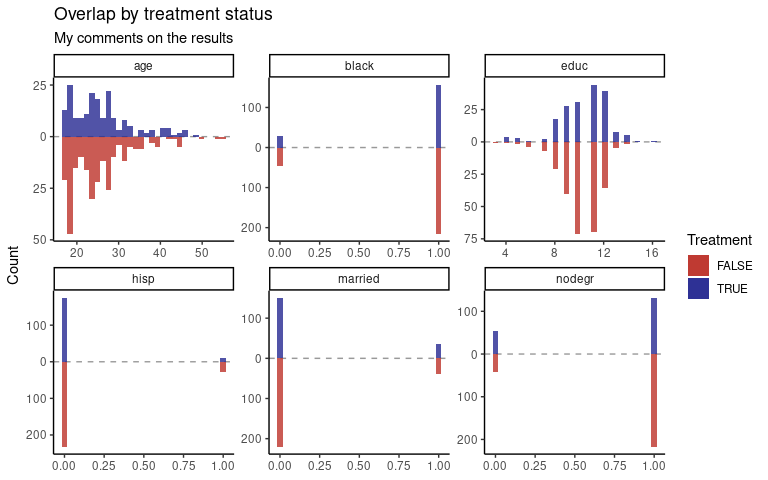 Overlap by treatment status
My comments on the results
age
black
educ
25
0
25
50
100
0
100
200
25
0
25
50
75
20 30 40 50
0.00 0.25 0.50 0.75 1.00
4 8 12 16
Count
hisp
married
nodegr
100
0
100
200
100
0
100
200
100
0
100
200
0.00 0.25 0.50 0.75 1.00
0.00 0.25 0.50 0.75 1.00
0.00 0.25 0.50 0.75 1.00
Treatment
FALSE
TRUE